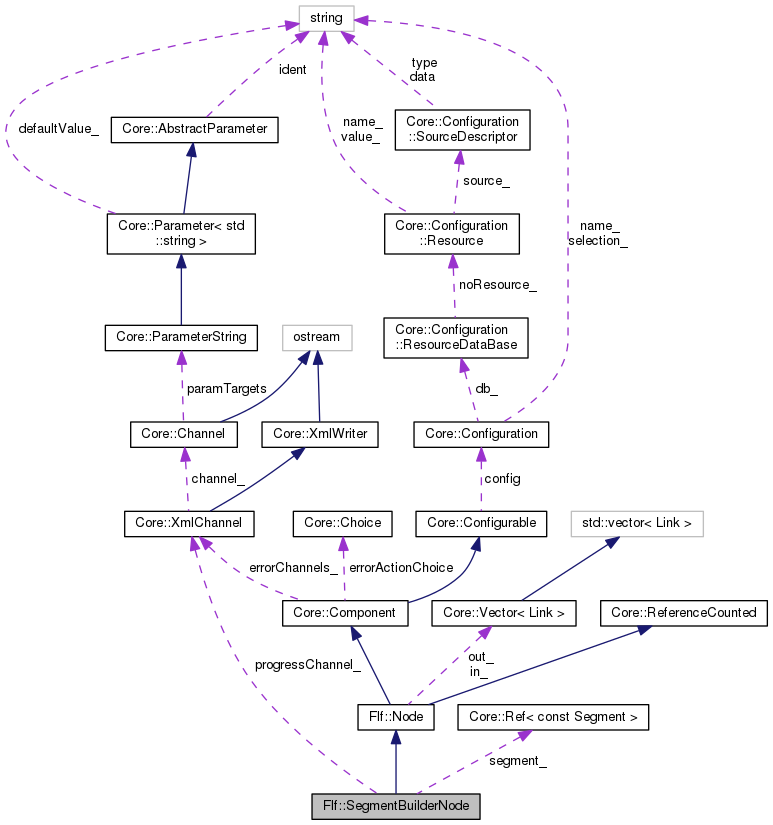 string
type
data
ident
name_
value_
defaultValue_
Core::AbstractParameter
Core::Configuration
::SourceDescriptor
source_
Core::Parameter< std
::string >
Core::Configuration
::Resource
name_
selection_
noResource_
Core::ParameterString
ostream
Core::Configuration
::ResourceDataBase
paramTargets
db_
Core::Channel
Core::XmlWriter
Core::Configuration
channel_
config
Core::XmlChannel
Core::Choice
Core::Configurable
std::vector< Link >
errorChannels_
errorActionChoice
Core::Component
Core::Vector< Link >
Core::ReferenceCounted
progressChannel_
out_
in_
Flf::Node
Core::Ref< const Segment >
segment_
Flf::SegmentBuilderNode